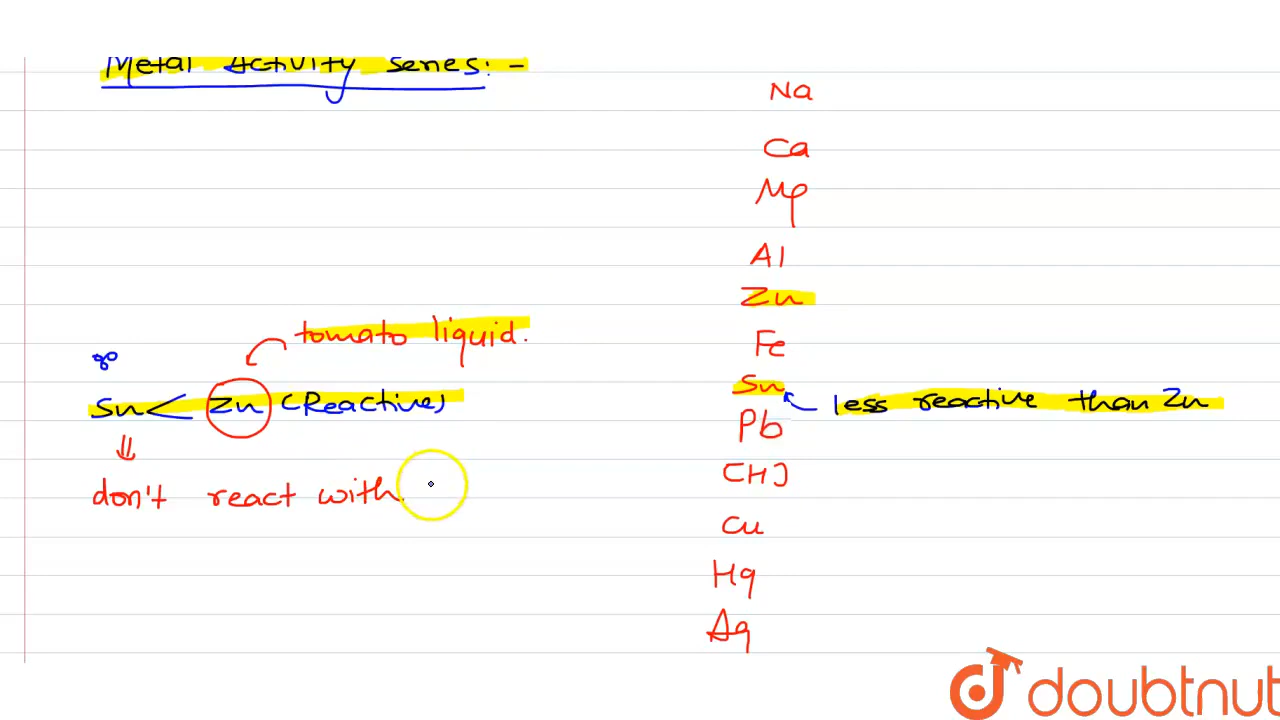 Metal Activity Series: -
Na
Ca
Mg
Al
Zn
tomato liquid.
Fe
Sn
Sn < Zn (Reactive)
less reactive than Zn
Pb
[H]
don't react with
Cu
Hg
Ag
doubtnut